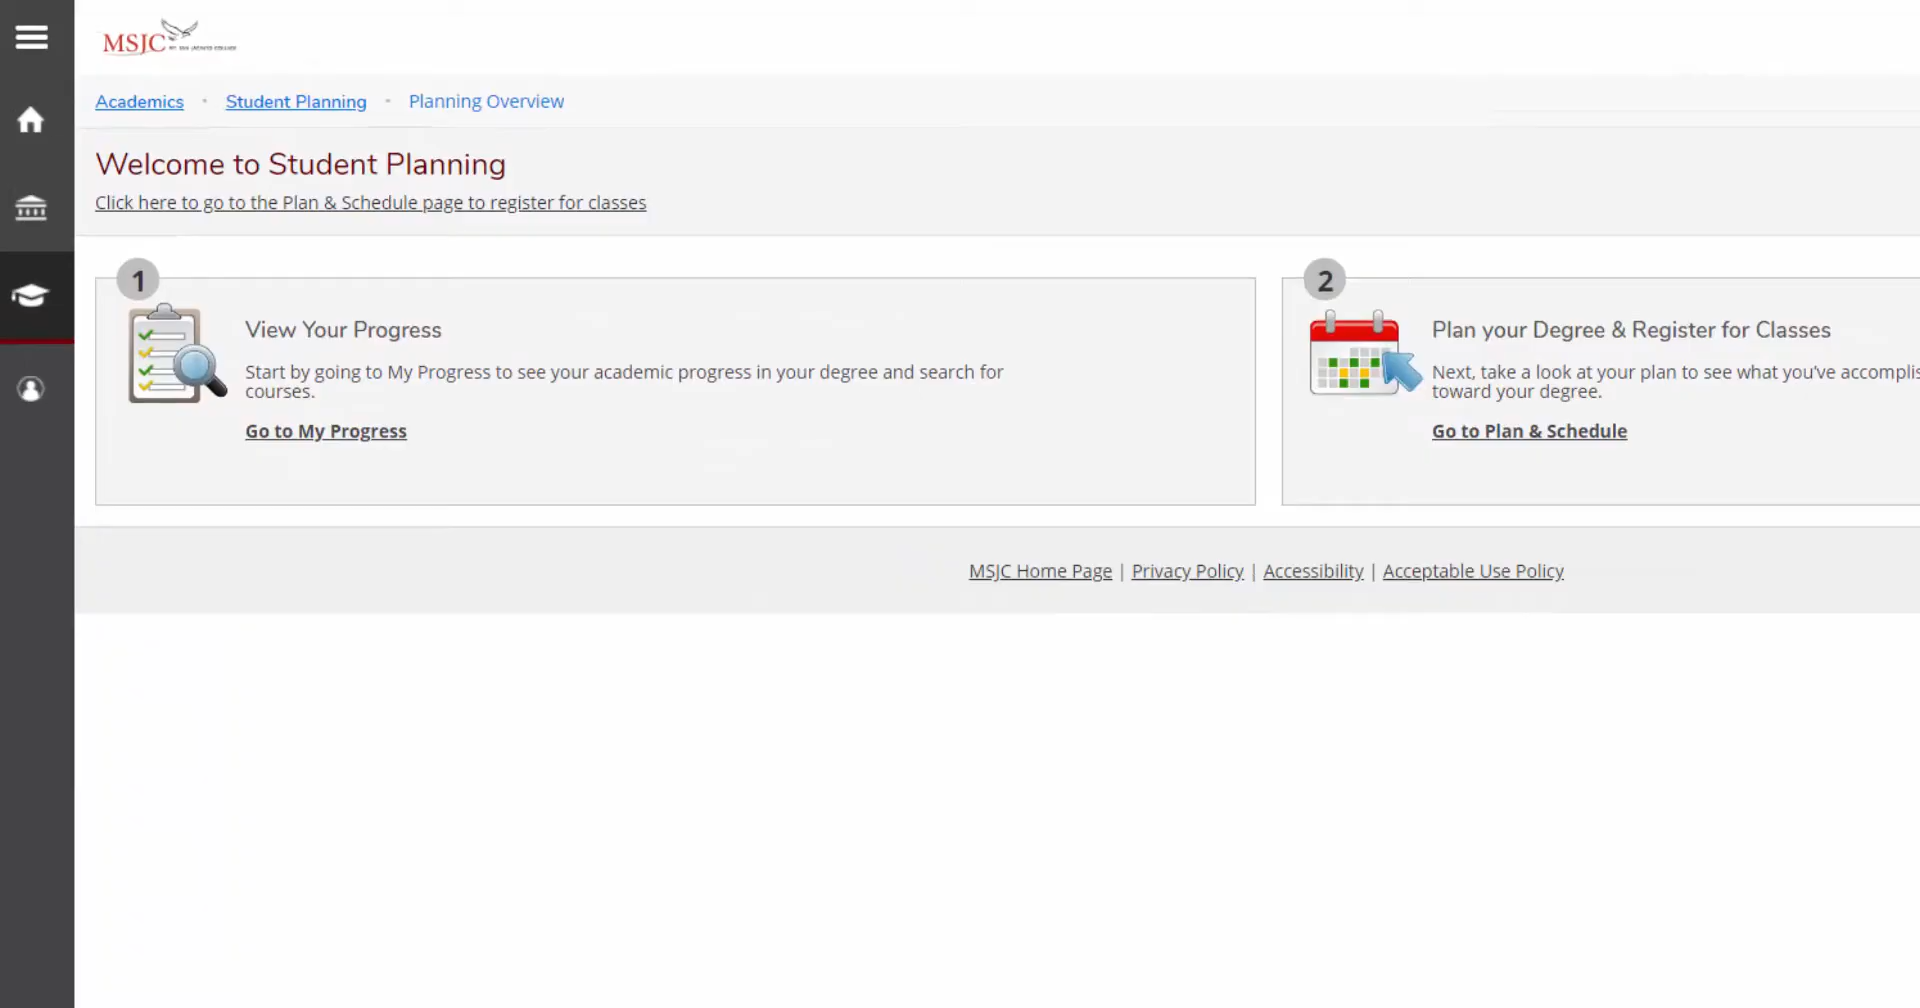 MSJC
Academics · Student Planning · Planning Overview
Welcome to Student Planning
Click here to go to the Plan & Schedule page to register for classes
1
View Your Progress
Start by going to My Progress to see your academic progress in your degree and search for
courses.
Go to My Progress
2
Plan your Degree & Register for Classes
Next, take a look at your plan to see what you've accomplis
toward your degree.
Go to Plan & Schedule
MSJC Home Page | Privacy Policy | Accessibility | Acceptable Use Policy